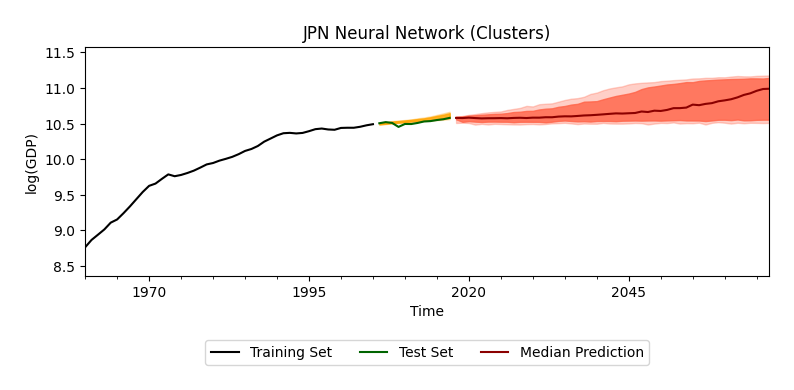 JPN Neural Network (Clusters)
11.5
11.0
10.5
10.0
9.5
9.0
8.5
log(GDP)
1970 1995 2020 2045
Time
Training Set Test Set Median Prediction